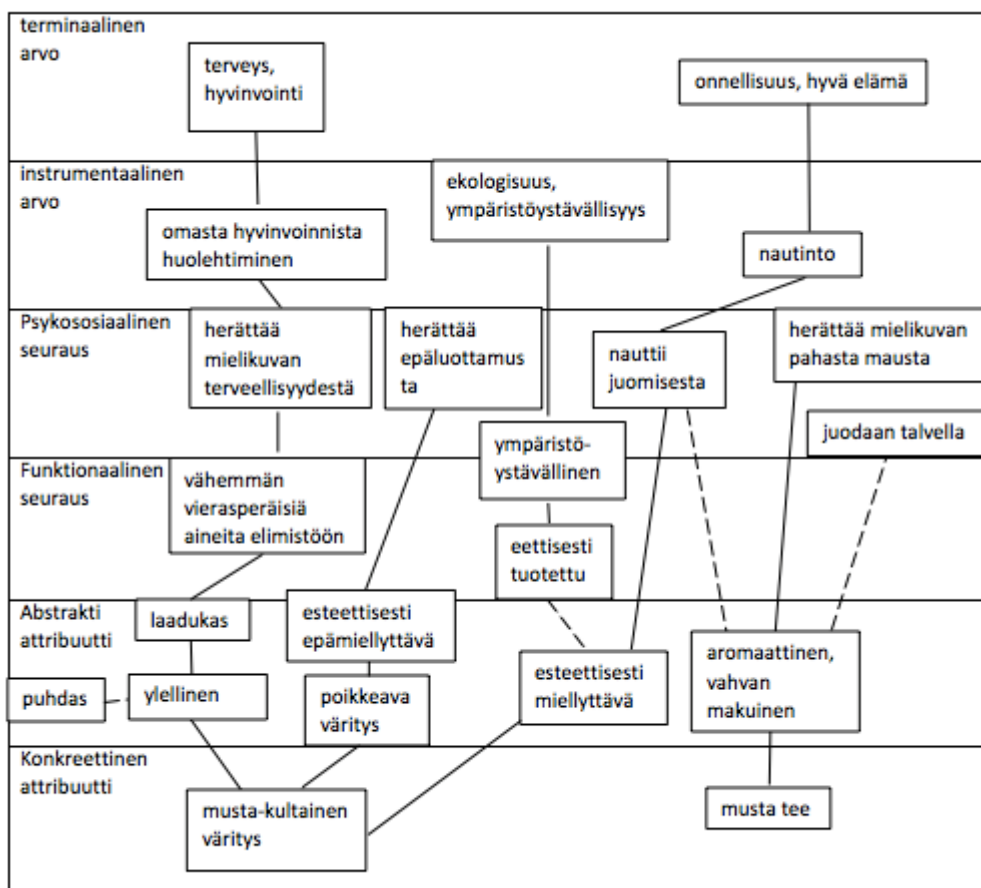 terminaalinen
arvo
terveys,
hyvinvointi
onnellisuus, hyvä elämä
instrumentaalinen
arvo
ekologisuus,
ympäristöystävällisyys
omasta hyvinvoinnista
huolehtiminen
nautinto
Psykososiaalinen
seuraus
herättää
mielikuvan
terveellisyydestä
herättää
epäluottamus
ta
nauttii
juomisesta
herättää mielikuvan
pahasta mausta
juodaan talvella
ympäristö-
ystävällinen
Funktionaalinen
seuraus
vähemmän
vierasperäisiä
aineita elimistöön
eettisesti
tuotettu
Abstrakti
attribuutti
laadukas
esteettisesti
epämiellyttävä
aromaattinen,
vahvan
makuinen
esteettisesti
miellyttävä
puhdas
ylellinen
poikkeava
väritys
Konkreettinen
attribuutti
musta-kultainen
väritys
musta tee